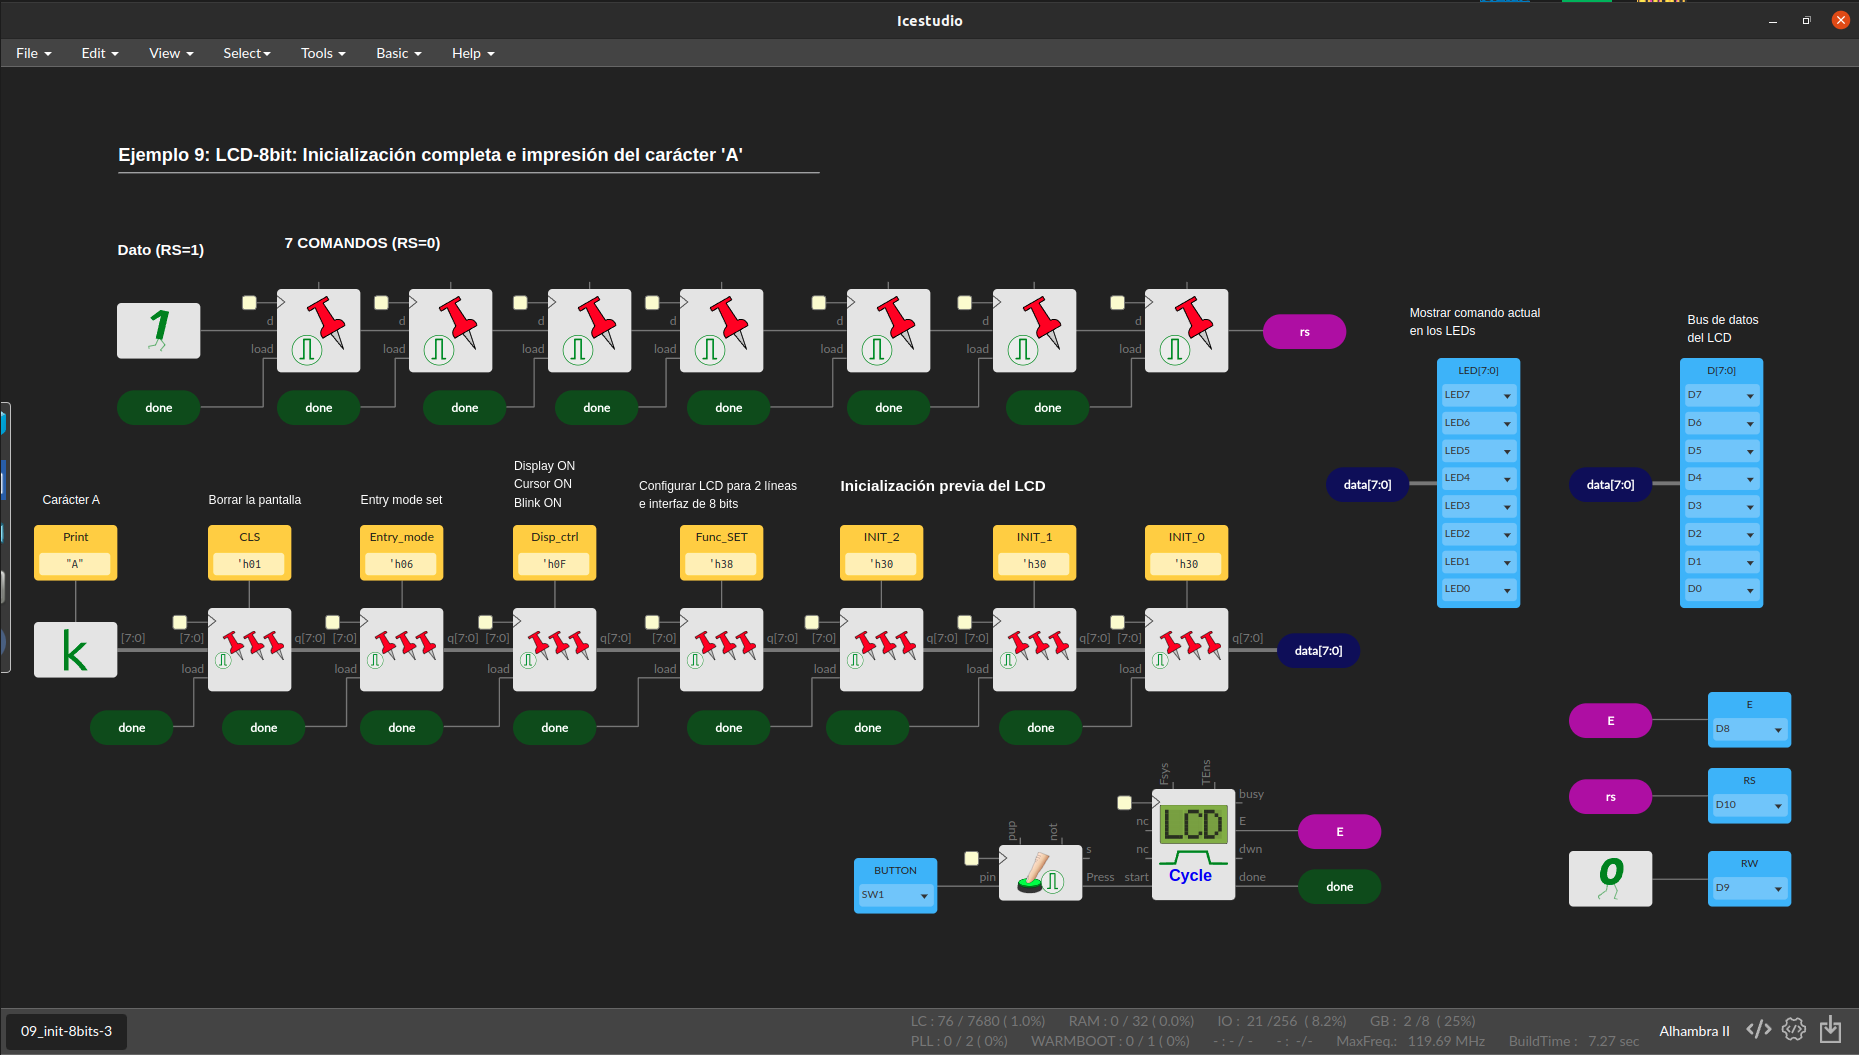 Icestudio
File Edit View Select Tools Basic Help
Ejemplo 9: LCD-8bit: Inicialización completa e impresión del carácter 'A'
Dato (RS=1)
7 COMANDOS (RS=0)
1
d d d d d d d
load load load load load load load
rs
done done done done done done done
Mostrar comando actual
en los LEDs
LED[7:0]
LED7
LED6
LED5
LED4
LED3
LED2
LED1
LED0
data[7:0]
Bus de datos
del LCD
D[7:0]
D7
D6
D5
D4
D3
D2
D1
D0
data[7:0]
Carácter A
Borrar la pantalla
Entry mode set
Display ON
Cursor ON
Blink ON
Configurar LCD para 2 líneas
e interfaz de 8 bits
Inicialización previa del LCD
Print CLS Entry_mode Disp_ctrl Func_SET INIT_2 INIT_1 INIT_0
"A" 'h01 'h06 'h0F 'h38 'h30 'h30 'h30
k
[7:0] [7:0] q[7:0] [7:0] q[7:0] [7:0] q[7:0] [7:0] q[7:0] [7:0] q[7:0] [7:0] q[7:0] [7:0] q[7:0]
data[7:0]
load load load load load load load
done done done done done done done
BUTTON
SW1
pup not
pin
s
Press
Fsys TEns
nc
nc
start
LCD
Cycle
busy
E
dwn
done
E
done
E
E
D8
rs
RS
D10
0
RW
D9
09_init-8bits-3
LC : 76 / 7680 ( 1.0%) RAM : 0 / 32 ( 0.0%) IO : 21 /256 ( 8.2%) GB : 2 /8 ( 25%)
PLL : 0 / 2 ( 0%) WARMBOOT : 0 / 1 ( 0%) - : - / - - : -/- MaxFreq.: 119.69 MHz BuildTime : 7.27 sec
Alhambra II